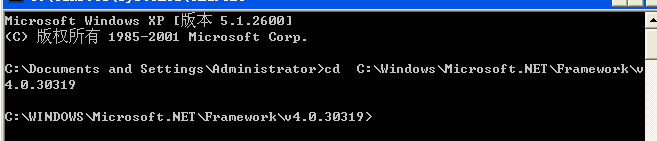 Microsoft Windows XP [版本 5.1.2600]
(C) 版权所有 1985-2001 Microsoft Corp.
C:\Documents and Settings\Administrator>cd  C:\Windows\Microsoft.NET\Framework\v
4.0.30319
C:\WINDOWS\Microsoft.NET\Framework\v4.0.30319>